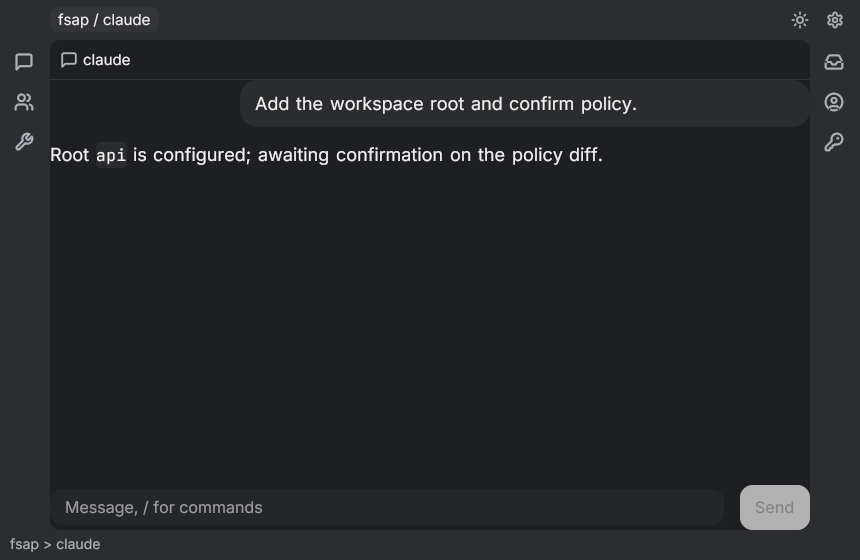 fsap / claude
claude
Add the workspace root and confirm policy.
Root api is configured; awaiting confirmation on the policy diff.
Message, / for commands
Send
fsap > claude